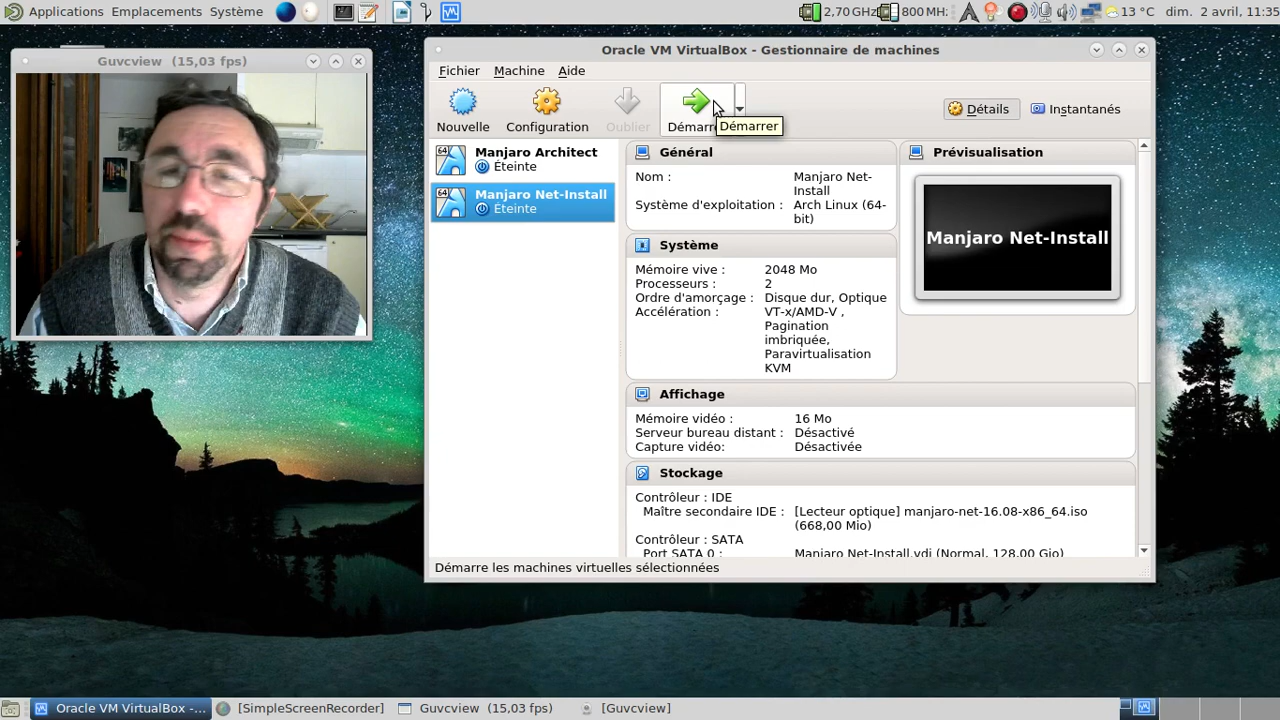 Applications Emplacements Système 2,70 GHz 800 MHz 13 °C dim. 2 avril, 11:35
Guvcview (15,03 fps)
Oracle VM VirtualBox - Gestionnaire de machines
Fichier Machine Aide
Nouvelle Configuration Oublier Démarr
Démarrer
Détails Instantanés
64 Manjaro Architect
Éteinte
64 Manjaro Net-Install
Éteinte
Général
Nom : Manjaro Net-
Install
Système d'exploitation : Arch Linux (64-
bit)
Système
Mémoire vive : 2048 Mo
Processeurs : 2
Ordre d'amorçage : Disque dur, Optique
Accélération : VT-x/AMD-V ,
Pagination
imbriquée,
Paravirtualisation
KVM
Prévisualisation
Manjaro Net-Install
Affichage
Mémoire vidéo : 16 Mo
Serveur bureau distant : Désactivé
Capture vidéo: Désactivée
Stockage
Contrôleur : IDE
Maître secondaire IDE : [Lecteur optique] manjaro-net-16.08-x86_64.iso
(668,00 Mio)
Contrôleur : SATA
Port SATA 0 : Manjaro Net-Install.vdi (Normal, 128,00 Gio)
Démarre les machines virtuelles sélectionnées
Oracle VM VirtualBox -... [SimpleScreenRecorder] Guvcview (15,03 fps) [Guvcview]